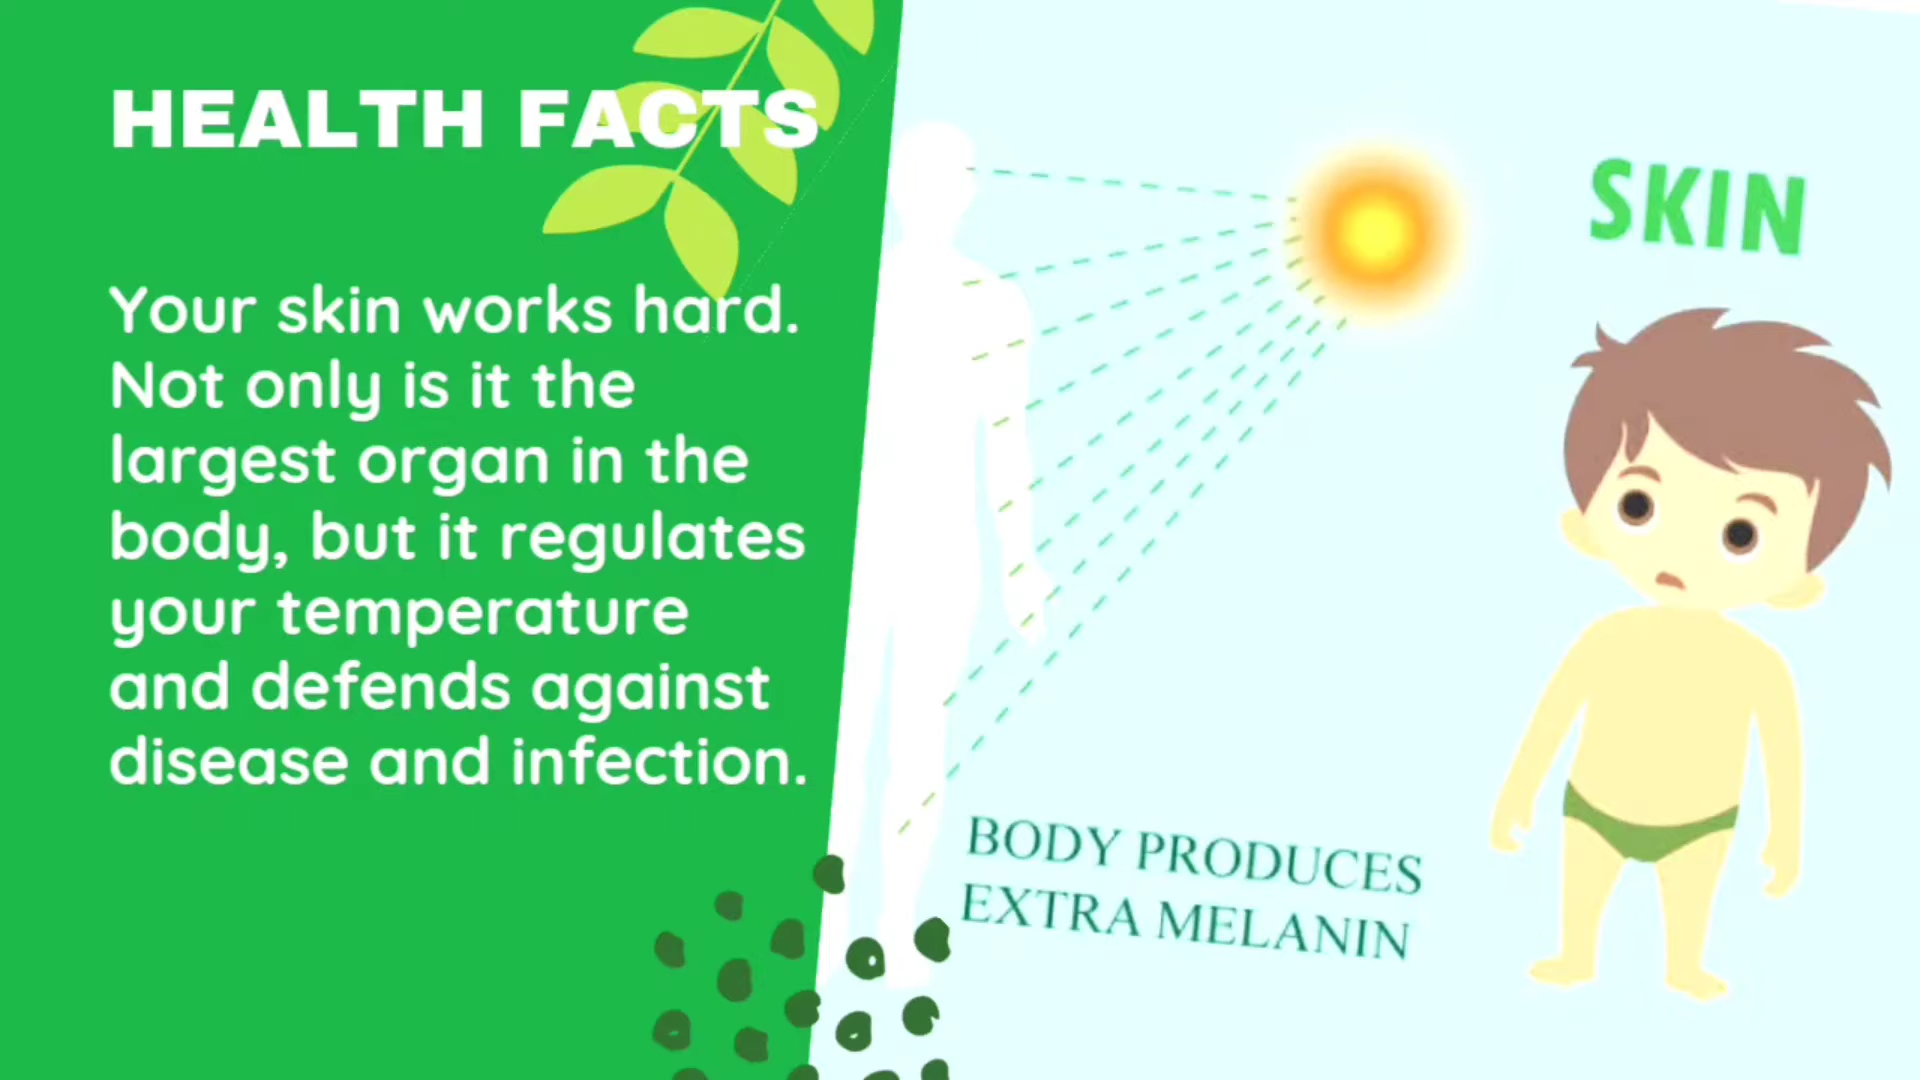 HEALTH FACTS
Your skin works hard.
Not only is it the
largest organ in the
body, but it regulates
your temperature
and defends against
disease and infection.
SKIN
BODY PRODUCES
EXTRA MELANIN